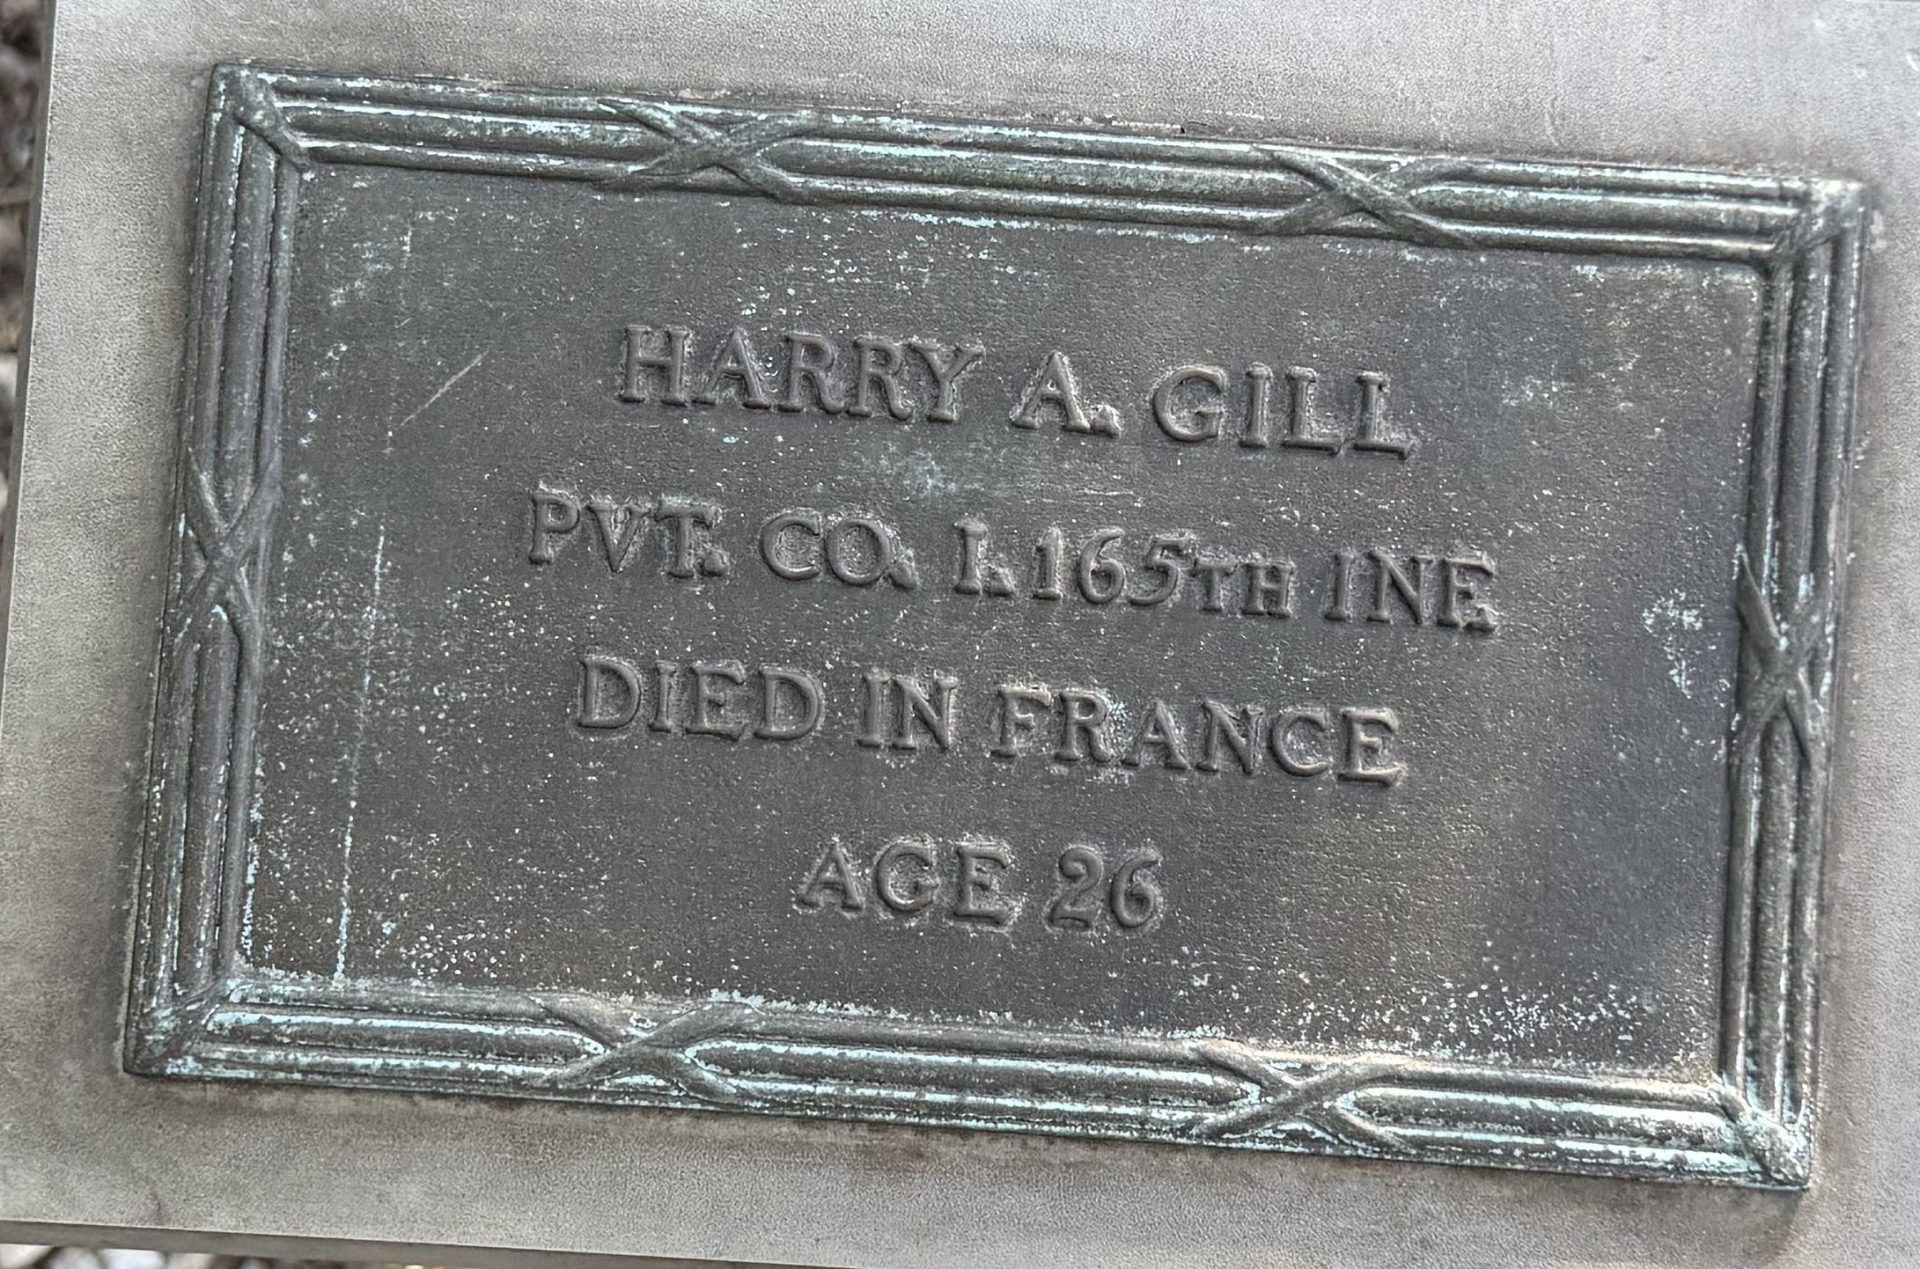 HARRY A. GILL
PVT. CO. I. 165TH INF.
DIED IN FRANCE
AGE 26